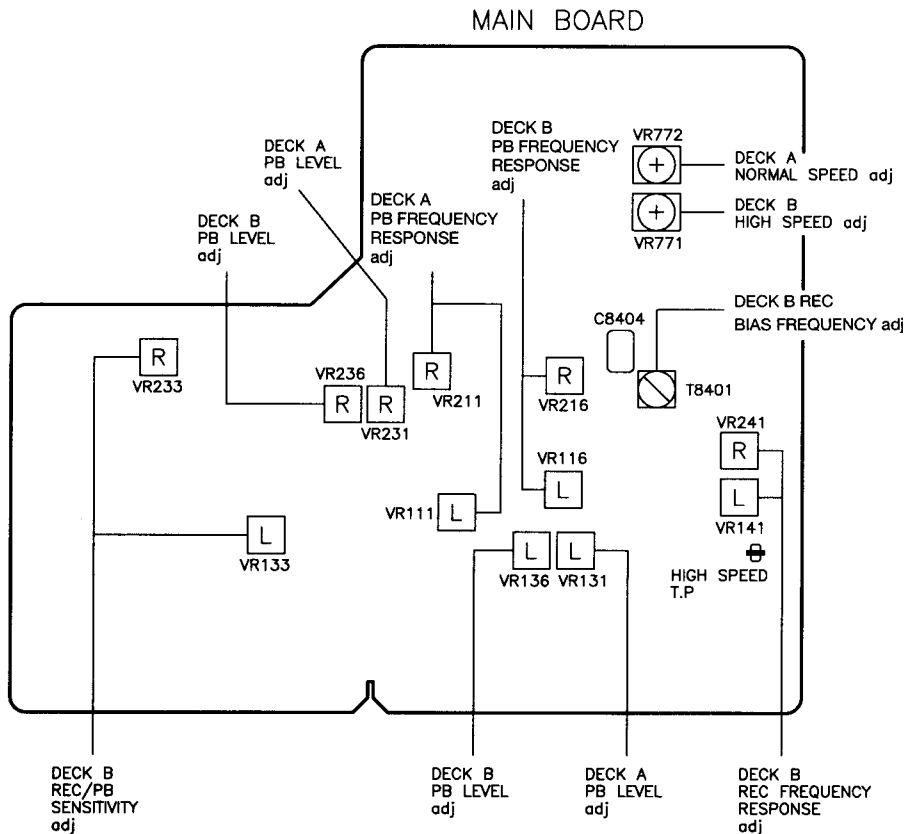 MAIN BOARD
DECK A
PB LEVEL
adj
DECK B
PB FREQUENCY
RESPONSE
adj
VR772
DECK A
NORMAL SPEED adj
DECK B
HIGH SPEED adj
VR771
DECK A
PB FREQUENCY
RESPONSE
adj
DECK B
PB LEVEL
adj
DECK B REC
BIAS FREQUENCY adj
C8404
T8401
R
VR233
VR236
R
R
VR231
R
VR211
R
VR216
VR241
R
L
VR141
VR116
L
VR111
L
L
VR133
L
VR136
L
VR131
HIGH SPEED
T.P
DECK B
REC/PB
SENSITIVITY
adj
DECK B
PB LEVEL
adj
DECK A
PB LEVEL
adj
DECK B
REC FREQUENCY
RESPONSE
adj